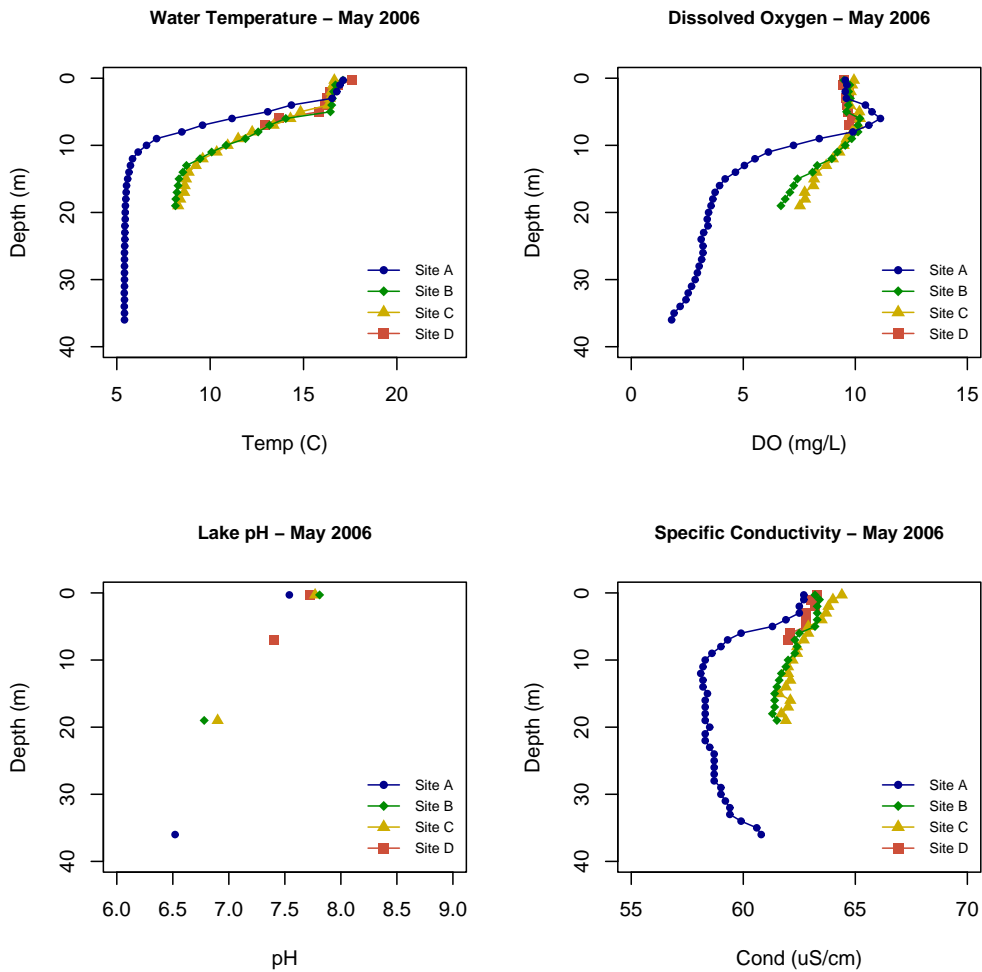 Water Temperature – May 2006
0
10
20
30
40
Depth (m)
5 10 15 20
Temp (C)
Site A
Site B
Site C
Site D
Dissolved Oxygen – May 2006
0
10
20
30
40
Depth (m)
0 5 10 15
DO (mg/L)
Site A
Site B
Site C
Site D
Lake pH – May 2006
0
10
20
30
40
Depth (m)
6.0 6.5 7.0 7.5 8.0 8.5 9.0
pH
Site A
Site B
Site C
Site D
Specific Conductivity – May 2006
0
10
20
30
40
Depth (m)
55 60 65 70
Cond (uS/cm)
Site A
Site B
Site C
Site D